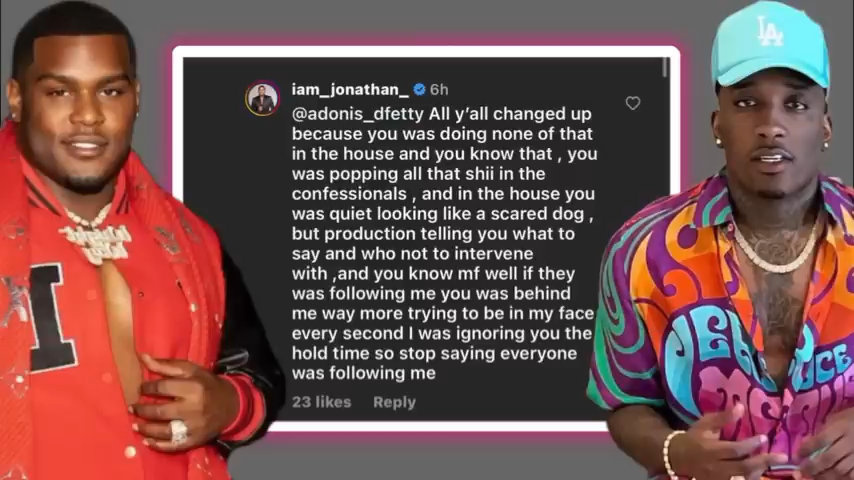 iam_jonathan_ 6h
@adonis_dfetty All y’all changed up
because you was doing none of that
in the house and you know that , you
was popping all that shii in the
confessionals , and in the house you
was quiet looking like a scared dog ,
but production telling you what to
say and who not to intervene
with ,and you know mf well if they
was following me you was behind
me way more trying to be in my face
every second I was ignoring you the
hold time so stop saying everyone
was following me
23 likes Reply
I
LA